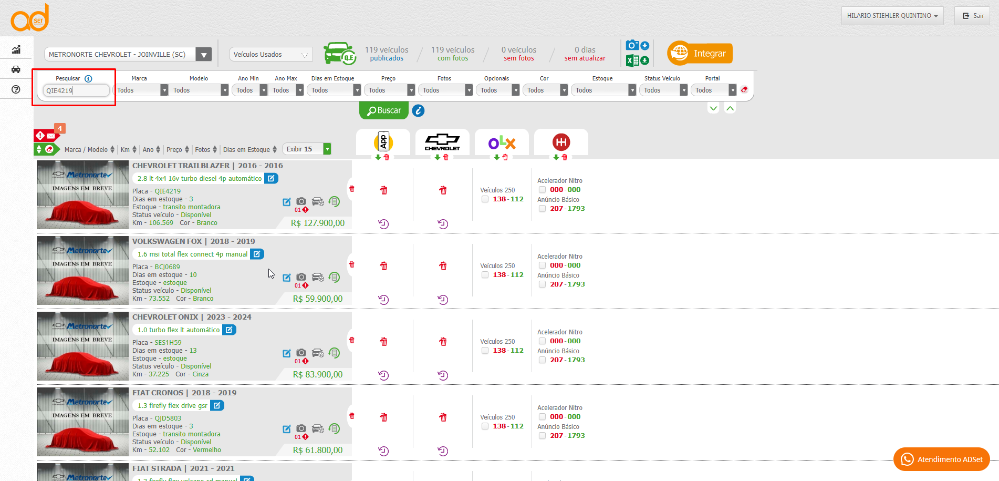 ad SET
HILARIO STIEHLER QUINTINO
Sair
METRONORTE CHEVROLET - JOINVILLE (SC)
Veículos Usados
Q.E
119 veículos
publicados
119 veículos
com fotos
0 veículos
sem fotos
0 dias
sem atualizar
Integrar
Pesquisar
Marca
Modelo
Ano Min
Ano Max
Dias em Estoque
Preço
Fotos
Opcionais
Cor
Estoque
Status Veículo
Portal
QIE4219
Todos
Todos
Todos
Todos
Todos
Todos
Todos
Todos
Todos
Todos
Todos
Todos
Buscar
4
Marca / Modelo
Km
Ano
Preço
Fotos
Dias em Estoque
Exibir 15
App
CHEVROLET
OLX
CHEVROLET TRAILBLAZER | 2016 - 2016
2.8 lt 4x4 16v turbo diesel 4p automático
Placa - QIE4219
Dias em estoque - 3
Estoque - transito montadora
Status veículo - Disponível
Km - 106.569 Cor - Branco
01
R$ 127.900,00
Metronorte
IMAGENS EM BREVE
Veículos 250
138 - 112
Acelerador Nitro
000 - 000
Anúncio Básico
207 - 1793
VOLKSWAGEN FOX | 2018 - 2019
1.6 msi total flex connect 4p manual
Placa - BCJ0689
Dias em estoque - 10
Estoque - estoque
Status veículo - Disponível
Km - 73.552 Cor - Branco
01
R$ 59.900,00
Metronorte
IMAGENS EM BREVE
Veículos 250
138 - 112
Acelerador Nitro
000 - 000
Anúncio Básico
207 - 1793
CHEVROLET ONIX | 2023 - 2024
1.0 turbo flex lt automático
Placa - SES1H59
Dias em estoque - 13
Estoque - estoque
Status veículo - Disponível
Km - 37.225 Cor - Cinza
01
R$ 83.900,00
Metronorte
IMAGENS EM BREVE
Veículos 250
138 - 112
Acelerador Nitro
000 - 000
Anúncio Básico
207 - 1793
FIAT CRONOS | 2018 - 2019
1.3 firefly flex drive gsr
Placa - QJD5803
Dias em estoque - 3
Estoque - transito montadora
Status veículo - Disponível
Km - 52.102 Cor - Vermelho
01
R$ 61.800,00
Metronorte
IMAGENS EM BREVE
Veículos 250
138 - 112
Acelerador Nitro
000 - 000
Anúncio Básico
207 - 1793
Atendimento ADSet
FIAT STRADA | 2021 - 2021
Metronorte
1.3 firefly flex volcano cd manual